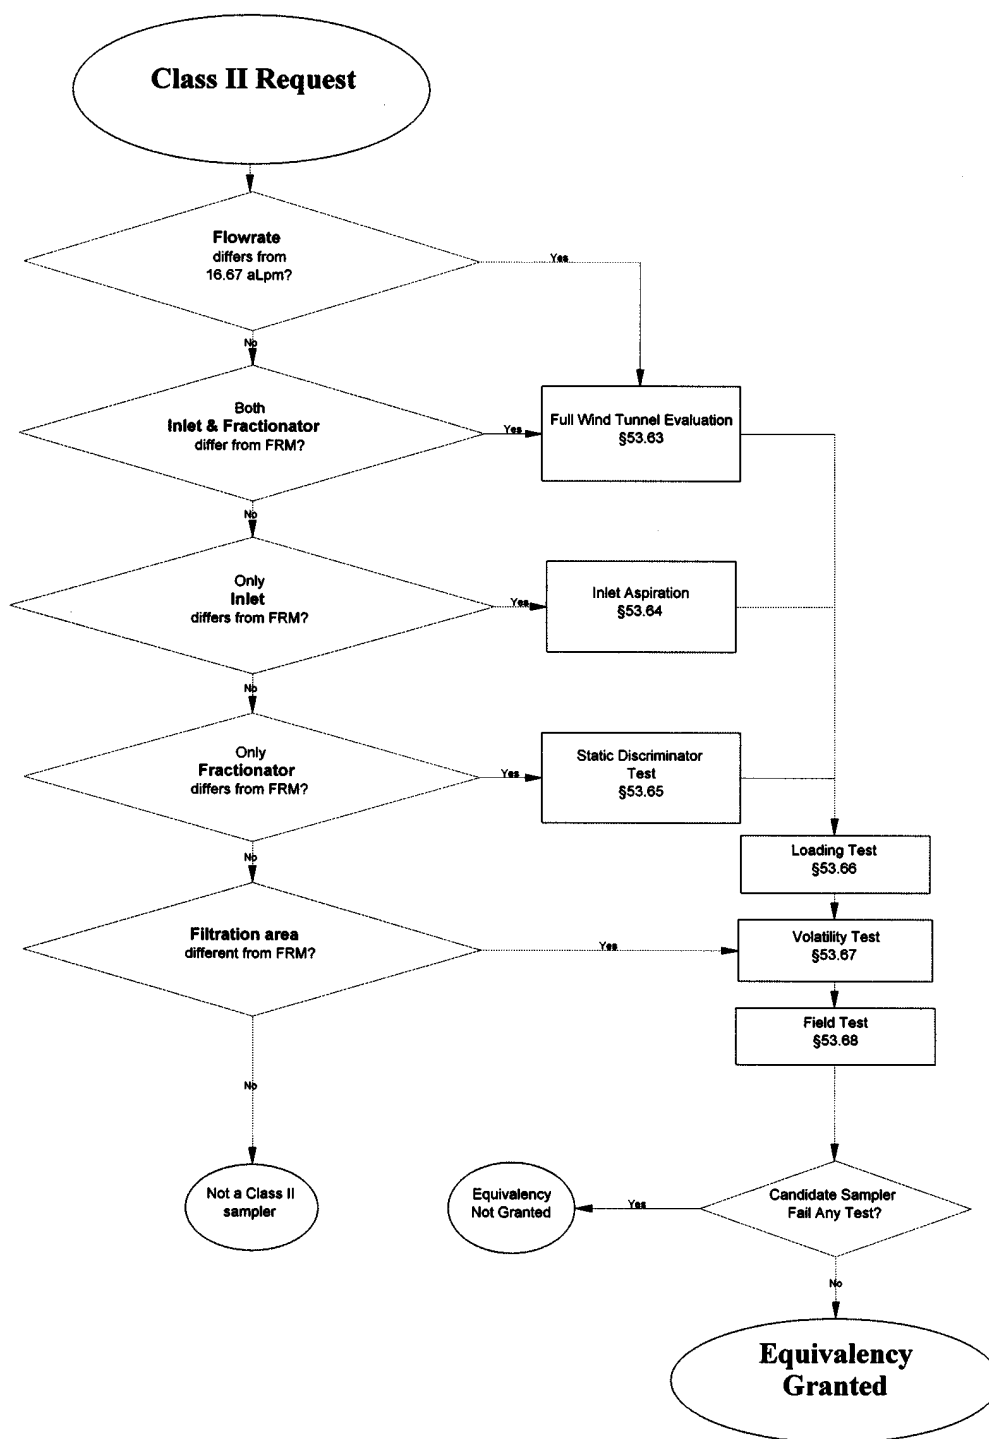 Class II Request
Flowrate
differs from
16.67 aLpm?
Yes
No
Both
Inlet & Fractionator
differ from FRM?
Yes
Full Wind Tunnel Evaluation
§53.63
No
Only
Inlet
differs from FRM?
Yes
Inlet Aspiration
§53.64
No
Only
Fractionator
differs from FRM?
Yes
Static Discriminator
Test
§53.65
No
Loading Test
§53.66
Filtration area
different from FRM?
Yes
Volatility Test
§53.67
Field Test
§53.68
No
Not a Class II
sampler
Equivalency
Not Granted
Yes
Candidate Sampler
Fail Any Test?
No
Equivalency
Granted